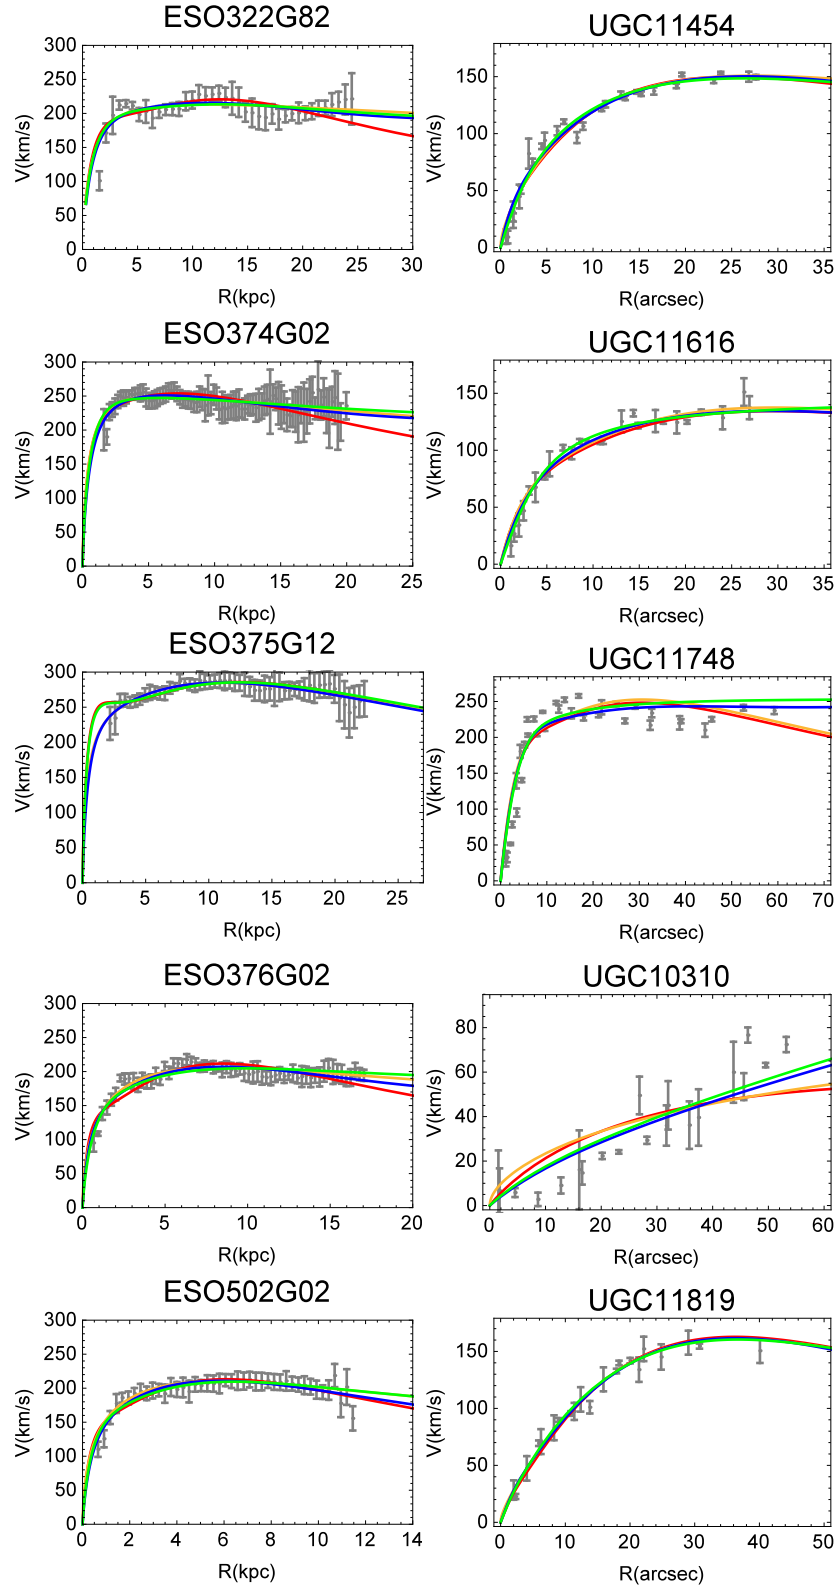 ESO322G82
V(km/s)
300
250
200
150
100
50
0
0 5 10 15 20 25 30
R(kpc)
UGC11454
V(km/s)
150
100
50
0
0 5 10 15 20 25 30 35
R(arcsec)
ESO374G02
V(km/s)
300
250
200
150
100
50
0
0 5 10 15 20 25
R(kpc)
UGC11616
V(km/s)
150
100
50
0
0 5 10 15 20 25 30 35
R(arcsec)
ESO375G12
V(km/s)
300
250
200
150
100
50
0
0 5 10 15 20 25
R(kpc)
UGC11748
V(km/s)
250
200
150
100
50
0
0 10 20 30 40 50 60 70
R(arcsec)
ESO376G02
V(km/s)
300
250
200
150
100
50
0
0 5 10 15 20
R(kpc)
UGC10310
V(km/s)
80
60
40
20
0
0 10 20 30 40 50 60
R(arcsec)
ESO502G02
V(km/s)
300
250
200
150
100
50
0
0 2 4 6 8 10 12 14
R(kpc)
UGC11819
V(km/s)
150
100
50
0
0 10 20 30 40 50
R(arcsec)